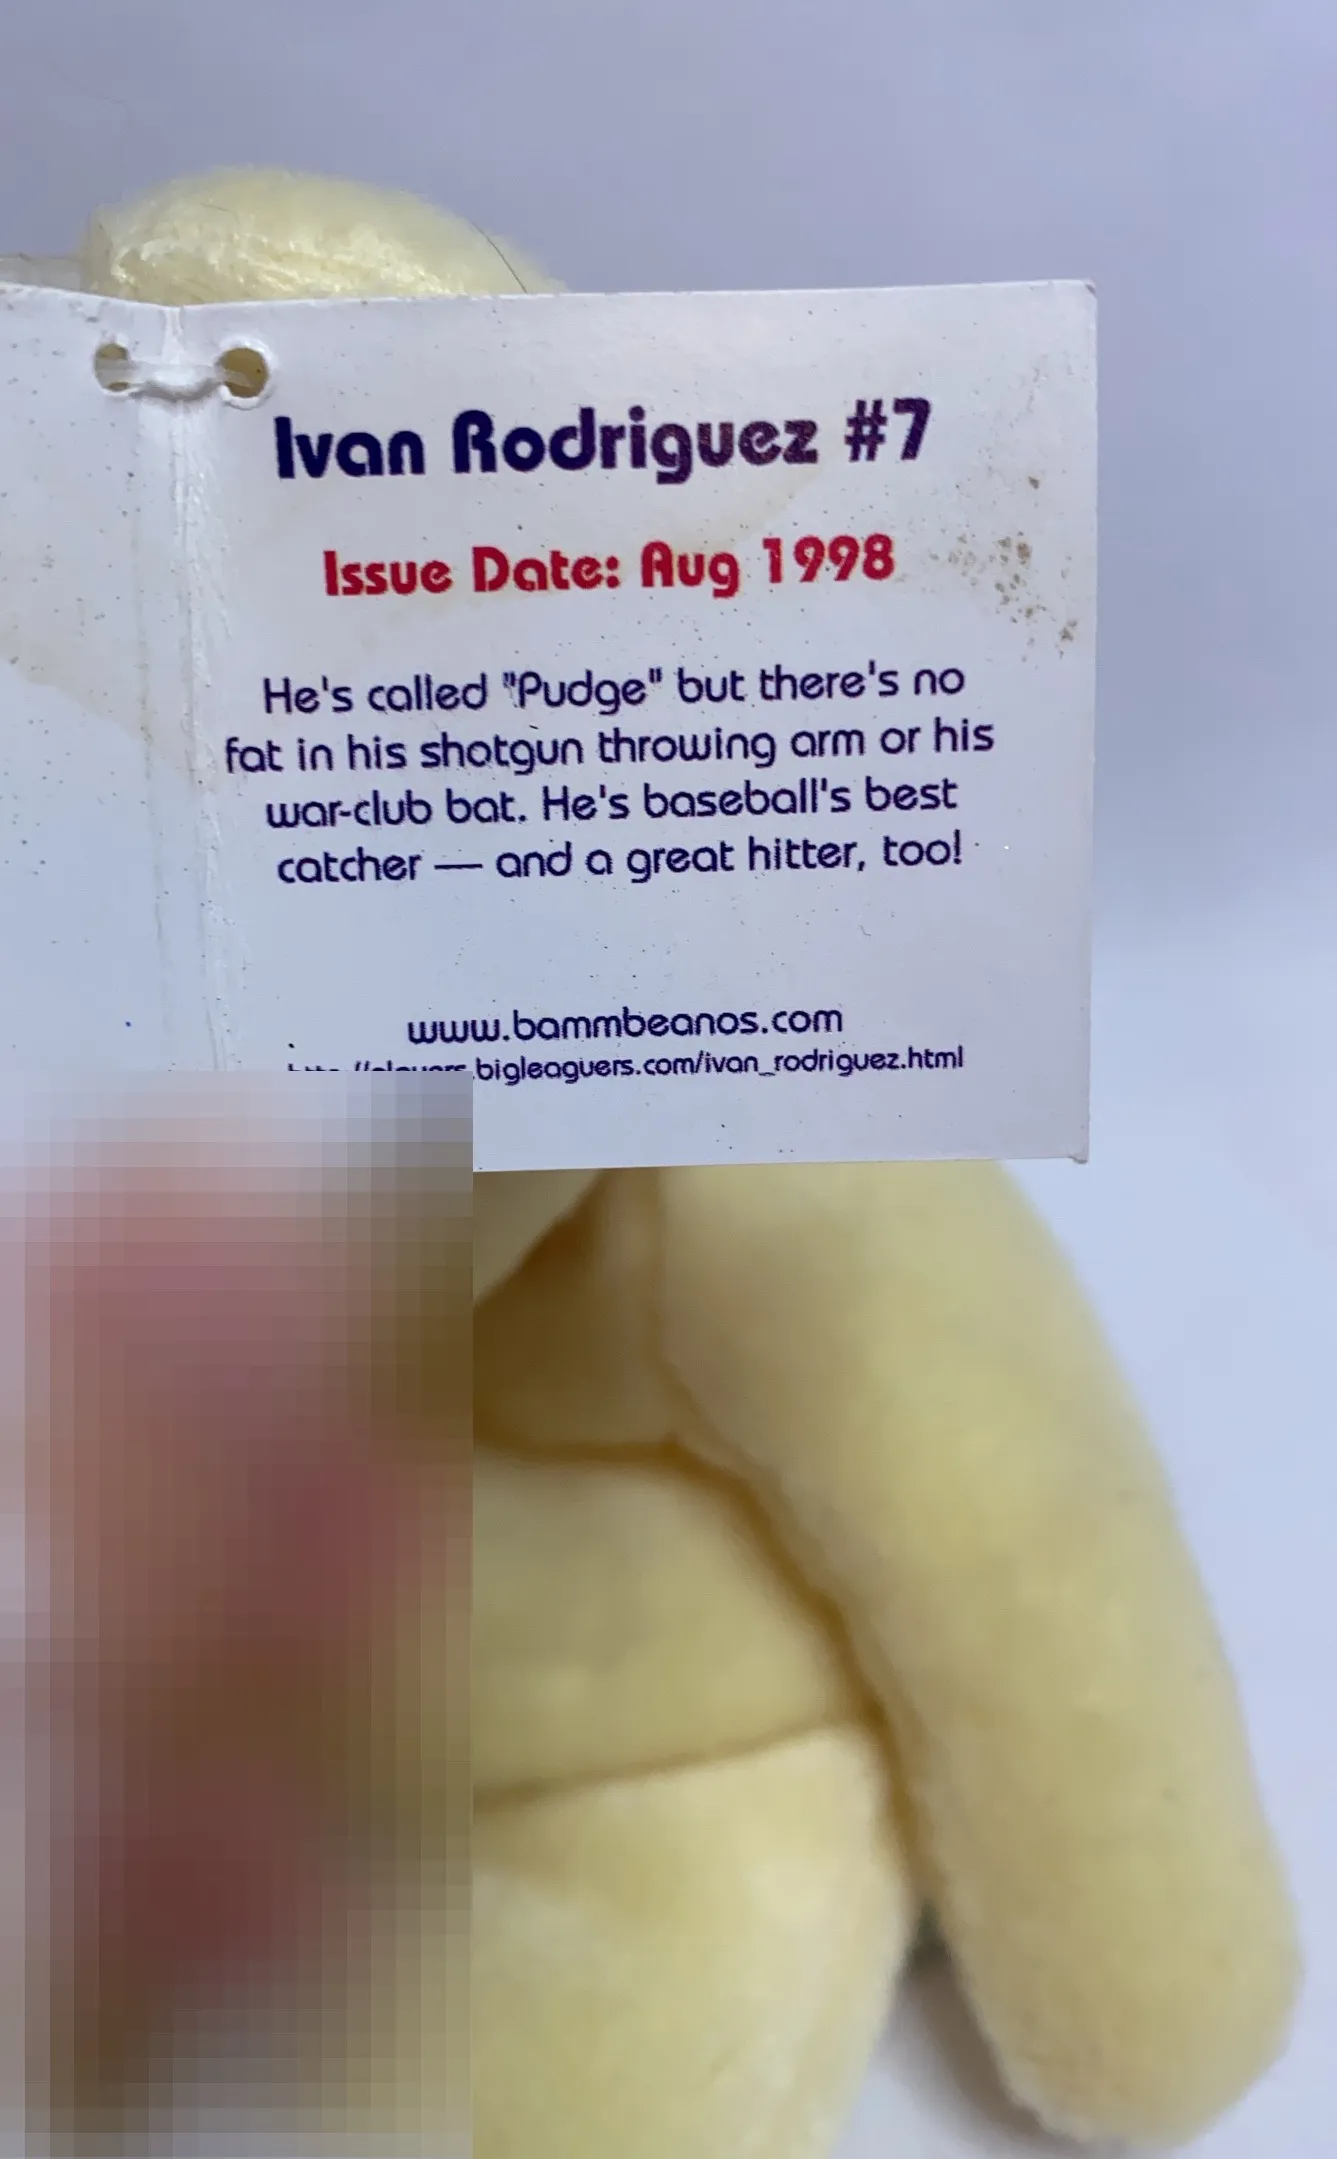 Ivan Rodriguez #7
Issue Date: Aug 1998
He's called "Pudge" but there's no
fat in his shotgun throwing arm or his
war-club bat. He's baseball's best
catcher — and a great hitter, too!
www.bammbeanos.com
.bigleaguers.com/ivan_rodriguez.html